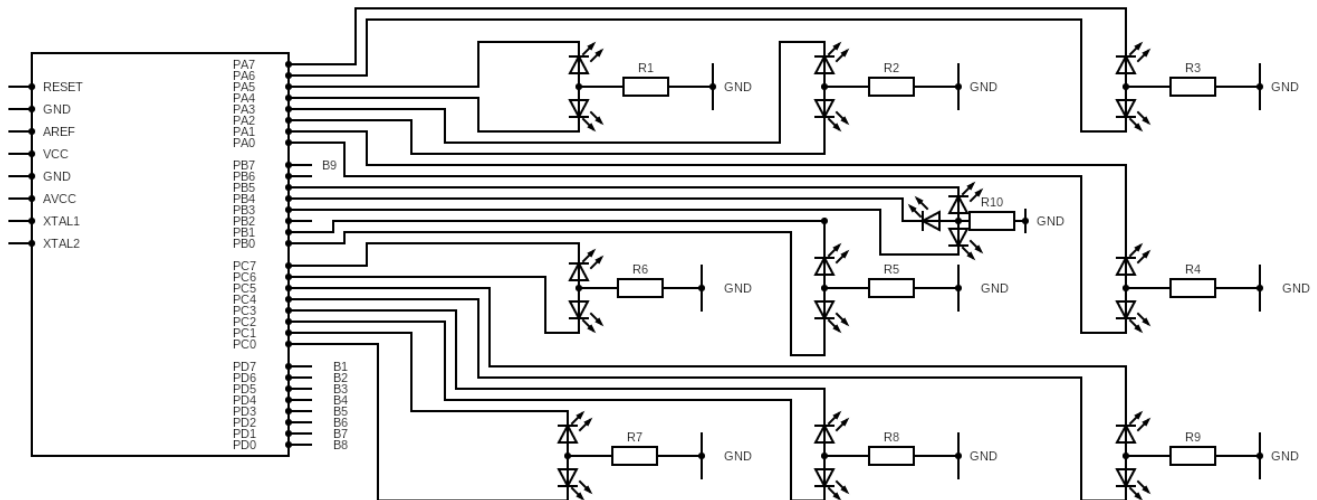 PA7
PA6
PA5
PA4
PA3
PA2
PA1
PA0
RESET
GND
AREF
VCC
GND
AVCC
XTAL1
XTAL2
PB7 B9
PB6
PB5
PB4
PB3
PB2
PB1
PB0
PC7
PC6
PC5
PC4
PC3
PC2
PC1
PC0
PD7 B1
PD6 B2
PD5 B3
PD4 B4
PD3 B5
PD2 B6
PD1 B7
PD0 B8
R1 GND
R2 GND
R3 GND
R10 GND
R6 GND
R5 GND
R4 GND
R7 GND
R8 GND
R9 GND